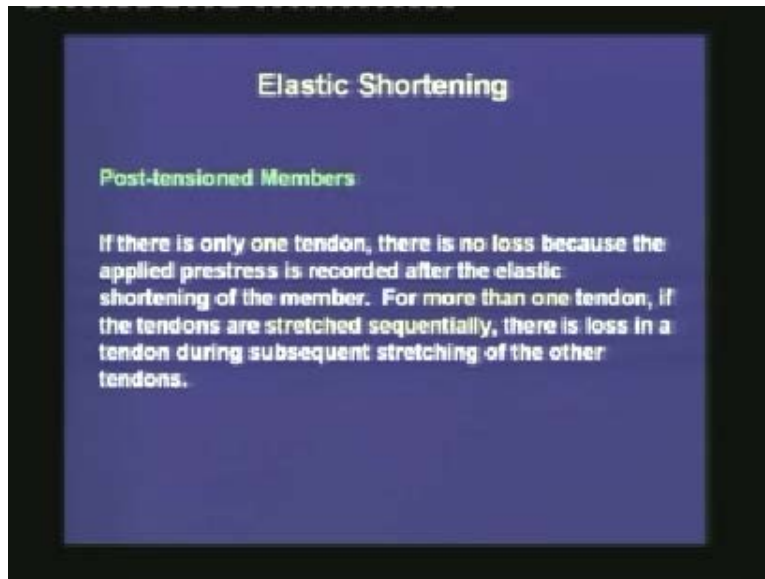 Elastic Shortening
Post-tensioned Members
If there is only one tendon, there is no loss because the
applied prestress is recorded after the elastic
shortening of the member. For more than one tendon, if
the tendons are stretched sequentially, there is loss in a
tendon during subsequent stretching of the other
tendons.